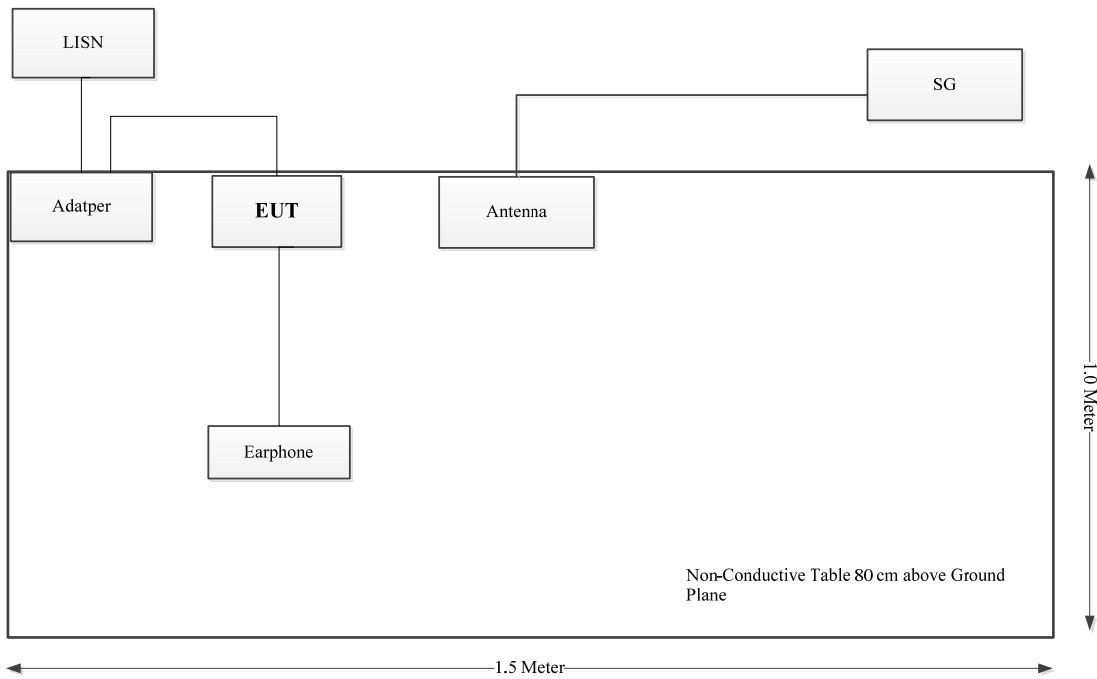 LISN
SG
Adatper
EUT
Antenna
1.0 Meter
Earphone
Non-Conductive Table 80 cm above Ground
Plane
1.5 Meter